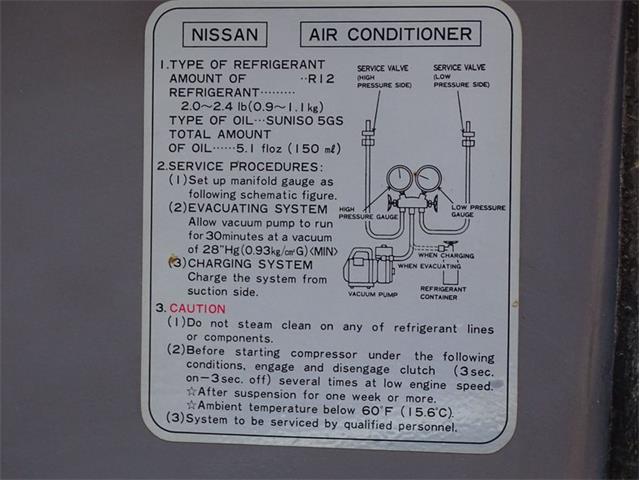 NISSAN AIR CONDITIONER
1. TYPE OF REFRIGERANT
AMOUNT OF ··R12
REFRIGERANT·········
2.0~2.4 lb(0.9~1.1kg)
TYPE OF OIL···SUNISO 5GS
TOTAL AMOUNT
OF OIL······5.1 floz (150 ml)
2.SERVICE PROCEDURES:
(1)Set up manifold gauge as
following schematic figure.
(2)EVACUATING SYSTEM
Allow vacuum pump to run
for 30minutes at a vacuum
of 28"Hg(0.93kg/cm²G)<MIN>
(3)CHARGING SYSTEM
Charge the system from
suction side.
SERVICE VALVE
(HIGH
PRESSURE SIDE)
SERVICE VALVE
(LOW
PRESSURE SIDE)
HIGH
PRESSURE GAUGE
LOW PRESSURE
GAUGE
WHEN CHARGING
WHEN EVACUATING
VACUUM PUMP
REFRIGERANT
CONTAINER
3. CAUTION
(1)Do not steam clean on any of refrigerant lines
or components.
(2)Before starting compressor under the following
conditions, engage and disengage clutch (3sec.
on—3sec. off) several times at low engine speed.
☆After suspension for one week or more.
☆Ambient temperature below 60°F (15.6°C).
(3)System to be serviced by qualified personnel.